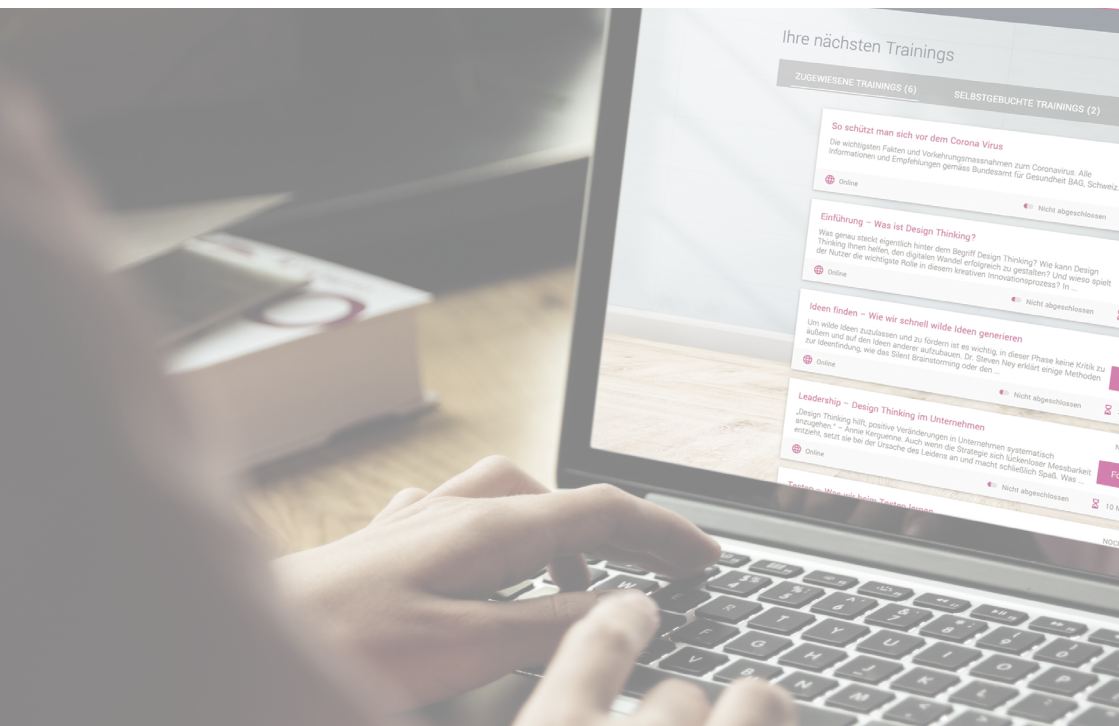 Ihre nächsten Trainings
ZUGEWIESENE TRAININGS (6)
SELBSTGEBUCHTE TRAININGS (2)
So schützt man sich vor dem Corona Virus
Die wichtigsten Fakten und Vorkehrungsmassnahmen zum Coronavirus. Alle
Informationen und Empfehlungen gemäss Bundesamt für Gesundheit BAG, Schweiz.
Online
Nicht abgeschlossen
Einführung – Was ist Design Thinking?
Was genau steckt eigentlich hinter dem Begriff Design Thinking? Wie kann Design
Thinking Ihnen helfen, den digitalen Wandel erfolgreich zu gestalten? Und wieso spielt
der Nutzer die wichtigste Rolle in diesem kreativen Innovationsprozess? In ...
Online
Nicht abgeschlossen
Ideen finden – Wie wir schnell wilde Ideen generieren
Um wilde Ideen zuzulassen und zu fördern ist es wichtig, in dieser Phase keine Kritik zu
äußern und auf den Ideen anderer aufzubauen. Dr. Steven Ney erklärt einige Methoden
zur Ideenfindung, wie das Silent Brainstorming oder den ...
Online
Nicht abgeschlossen
Leadership – Design Thinking im Unternehmen
„Design Thinking hilft, positive Veränderungen in Unternehmen systematisch
anzugehen.“ – Annie Kerguenne. Auch wenn die Strategie sich lückenloser Messbarkeit
entzieht, setzt sie bei der Ursache des Leidens an und macht schließlich Spaß. Was ...
Online
Nicht abgeschlossen
10 M
Testen – Was wir beim Testen lernen
NOCH
W
R
T
Y
U
I
O
P
F
G
H
J
K
L
V
B
N
M